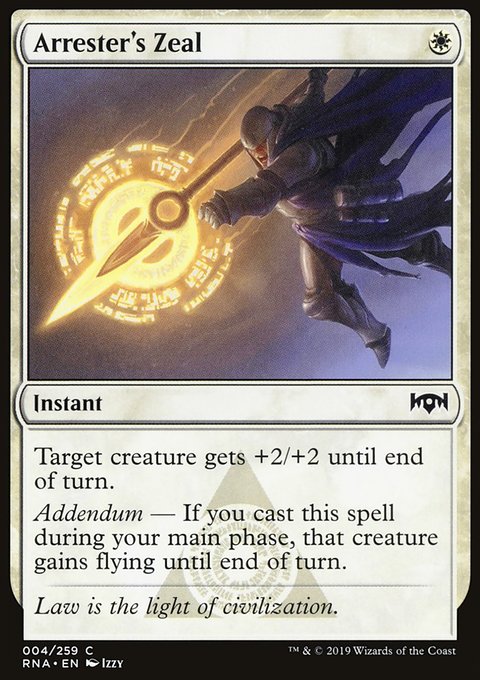 Arrester's Zeal
Instant
Target creature gets +2/+2 until end
of turn.
Addendum — If you cast this spell
during your main phase, that creature
gains flying until end of turn.
Law is the light of civilization.
004/259 C
RNA • EN Izzy
™ & © 2019 Wizards of the Coast